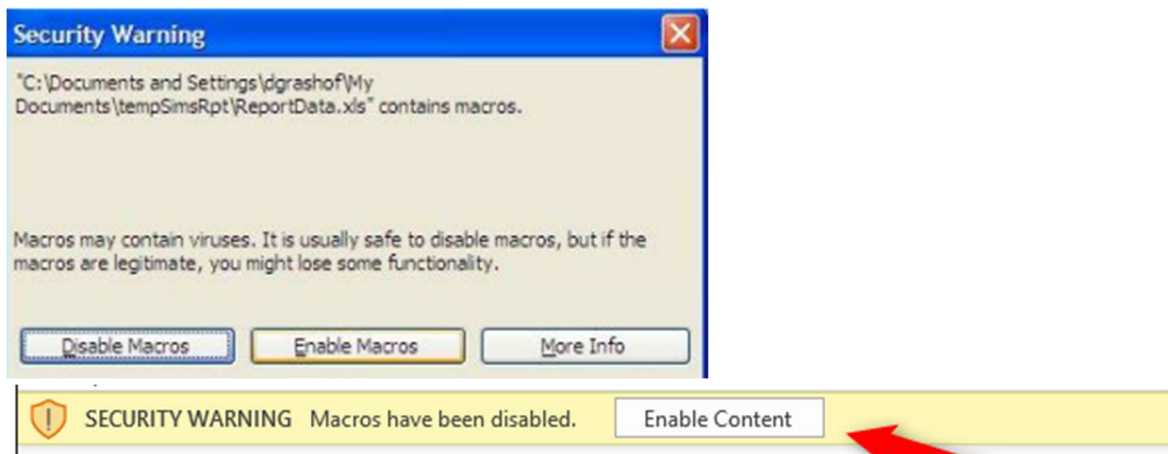 Security Warning
"C:\Documents and Settings\dgrashof\My
Documents\tempSimsRpt\ReportData.xls" contains macros.
Macros may contain viruses. It is usually safe to disable macros, but if the
macros are legitimate, you might lose some functionality.
Disable Macros Enable Macros More Info
SECURITY WARNING Macros have been disabled. Enable Content